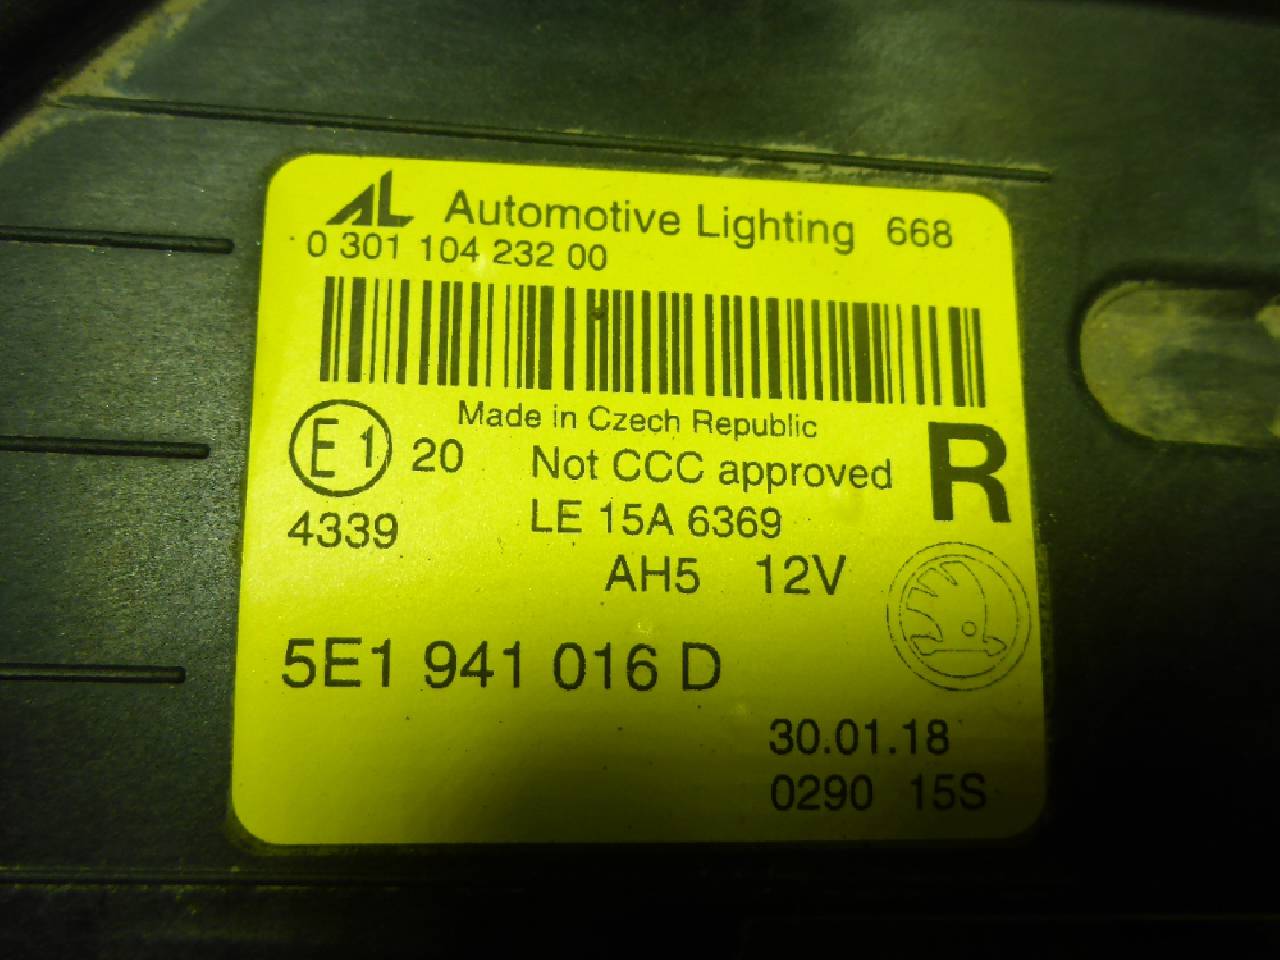 AL Automotive Lighting 668
0 301 104 232 00
Made in Czech Republic
E1 20 Not CCC approved R
4339 LE 15A 6369
AH5 12V
5E1 941 016 D
30.01.18
0290 15S